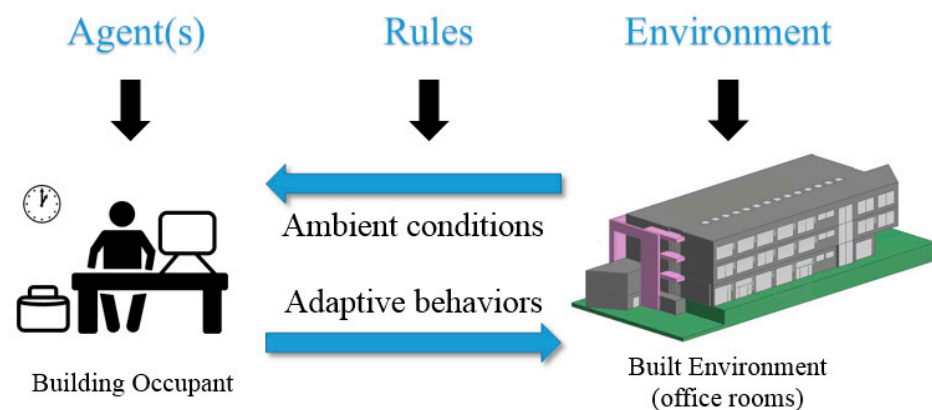 Agent(s)
Rules
Environment
Ambient conditions
Adaptive behaviors
Building Occupant
Built Environment
(office rooms)